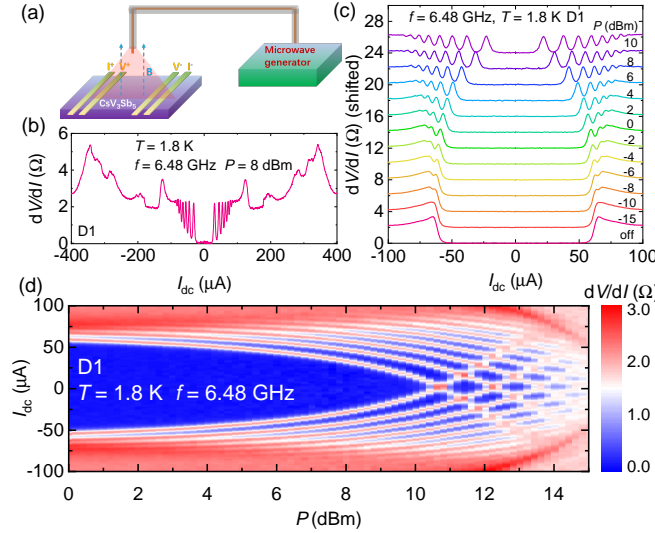 (a)
Microwave
generator
I⁺ V⁺ B V⁻ I⁻
CsV₃Sb₅
(b)
T = 1.8 K
f = 6.48 GHz P = 8 dBm
D1
dV/dI (Ω)
6
4
2
0
-400 -200 0 200 400
I_dc (μA)
(c)
f = 6.48 GHz, T = 1.8 K D1
P (dBm)
10
8
6
4
2
0
-2
-4
-6
-8
-10
-15
off
dV/dI (Ω) (shifted)
28
24
20
16
12
8
4
0
-100 -50 0 50 100
I_dc (μA)
(d)
D1
T = 1.8 K f = 6.48 GHz
I_dc (μA)
100
50
0
-50
-100
0 2 4 6 8 10 12 14
P (dBm)
dV/dI (Ω)
3.0
2.0
1.0
0.0